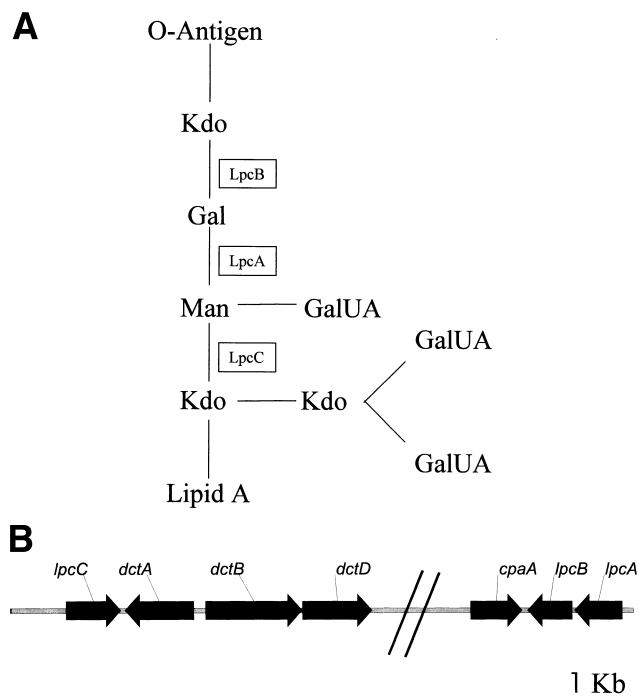 A
O-Antigen
Kdo
LpcB
Gal
LpcA
Man GalUA
GalUA
LpcC
Kdo Kdo
GalUA
Lipid A
B
lpcC dctA dctB dctD cpaA lpcB lpcA
1 Kb